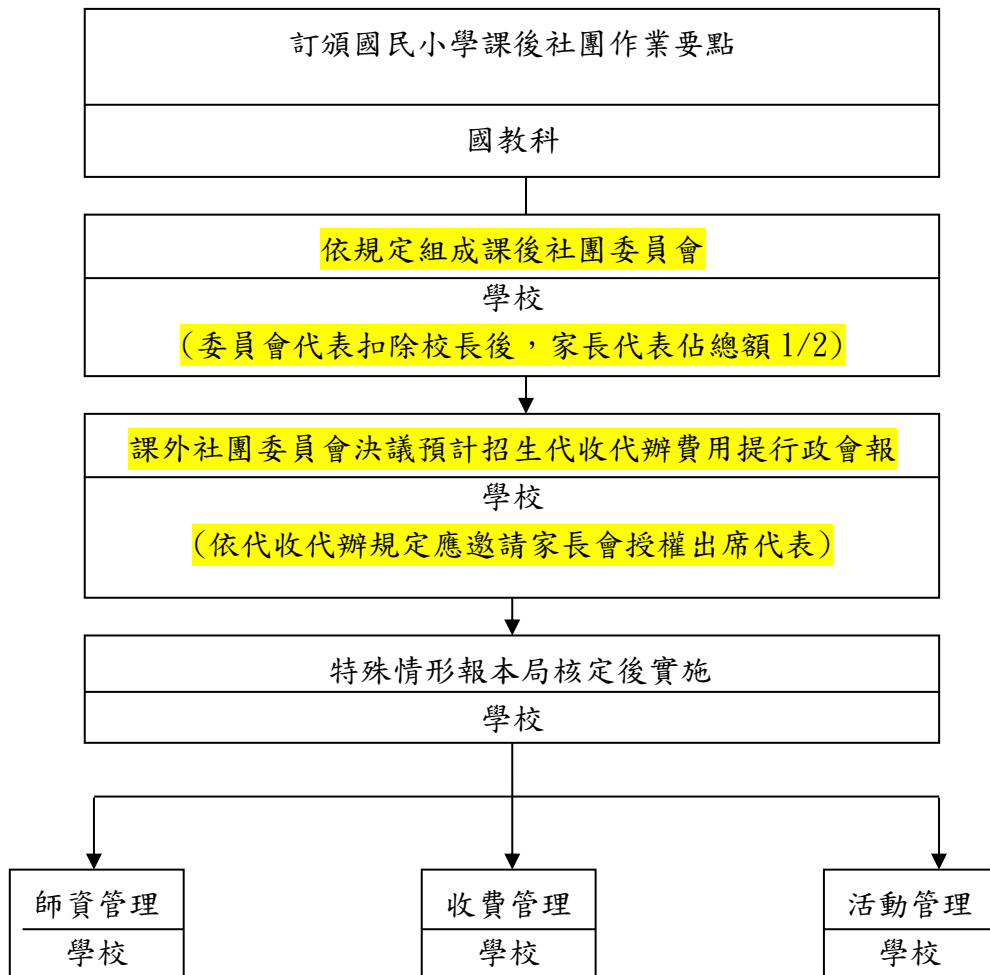 訂頒國民小學課後社團作業要點
國教科
依規定組成課後社團委員會
學校
(委員會代表扣除校長後，家長代表佔總額 1/2)
課外社團委員會決議預計招生代收代辦費用提行政會報
學校
(依代收代辦規定應邀請家長會授權出席代表)
特殊情形報本局核定後實施
學校
師資管理
學校
收費管理
學校
活動管理
學校